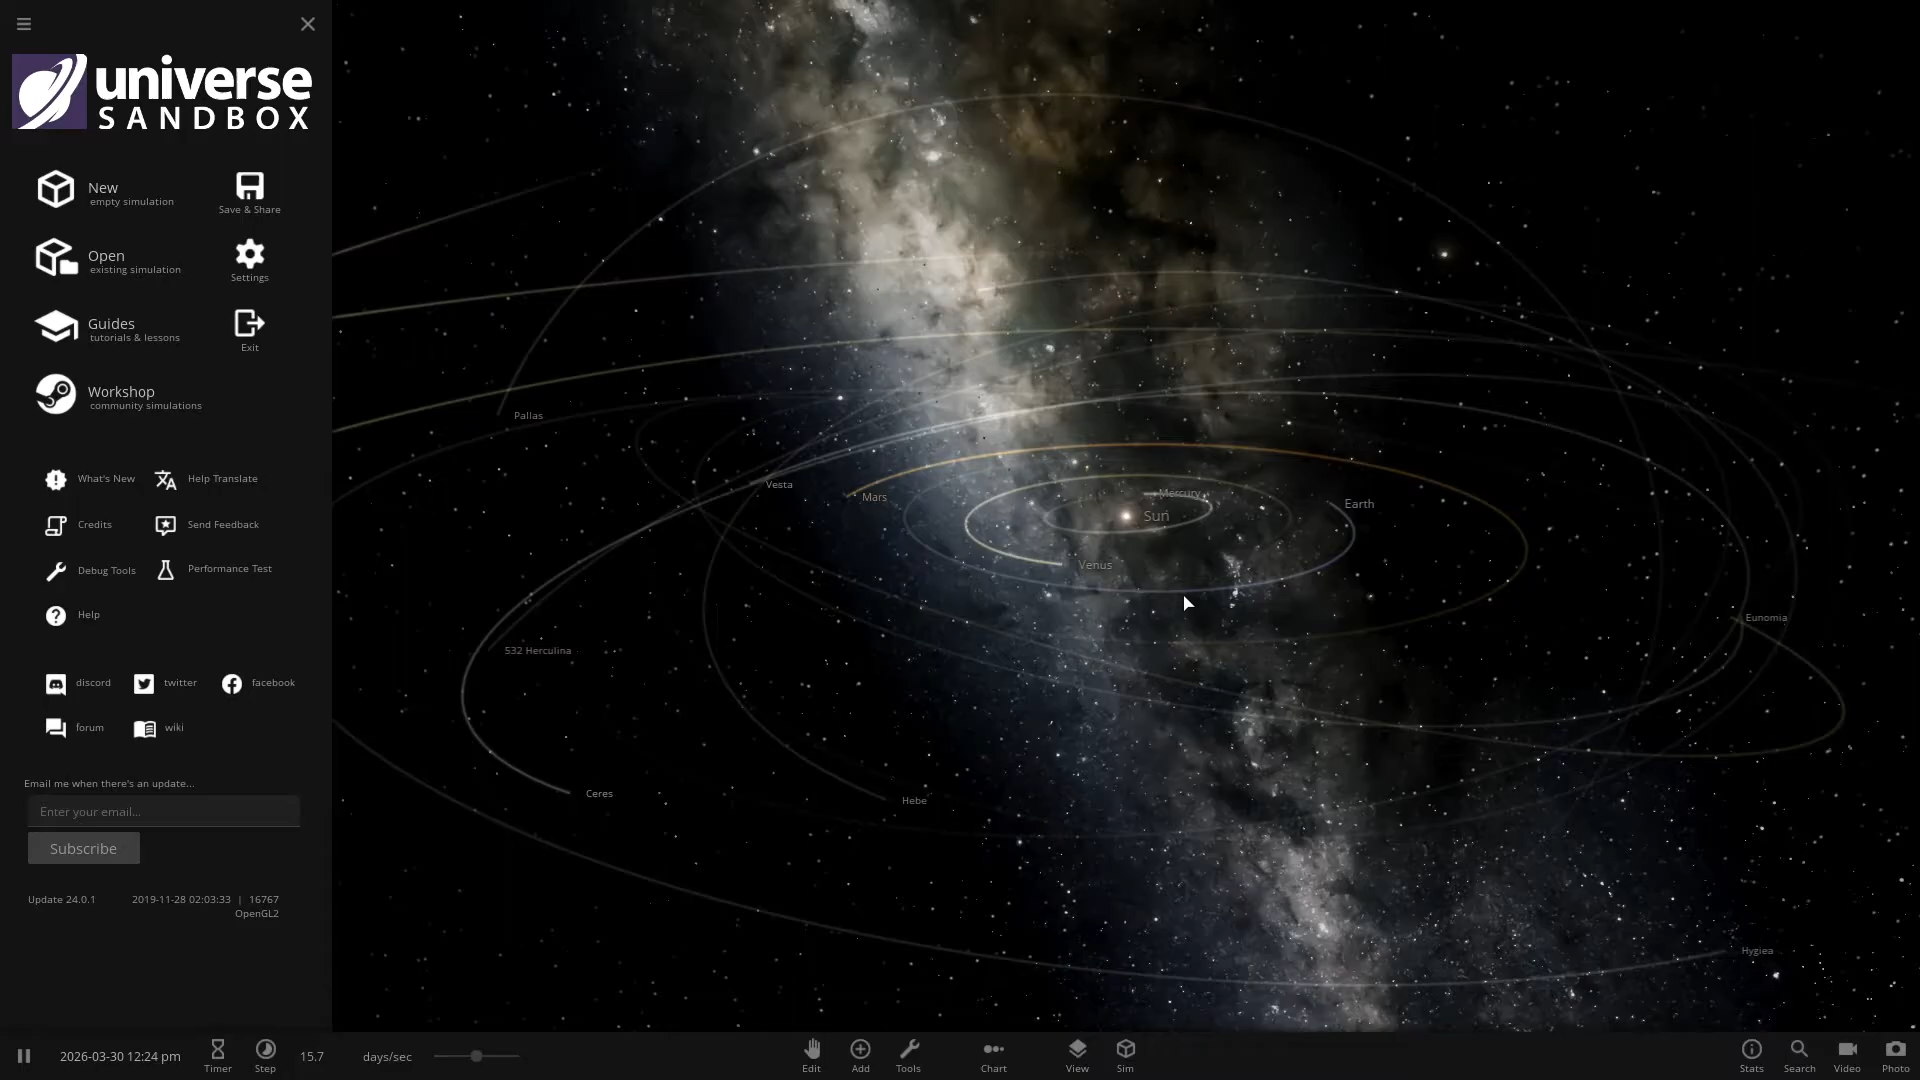 universe
SANDBOX
New
empty simulation
Save & Share
Open
existing simulation
Settings
Guides
tutorials & lessons
Exit
Workshop
community simulations
What's New
Help Translate
Credits
Send Feedback
Debug Tools
Performance Test
Help
discord
twitter
facebook
forum
wiki
Email me when there's an update...
Enter your email...
Subscribe
Update 24.0.1
2019-11-28 02:03:33 | 16767
OpenGL2
Pallas
Vesta
Mars
Mercury
Sun
Earth
Venus
Eunomia
532 Herculina
Ceres
Hebe
Hygiea
2026-03-30 12:24 pm
Timer
Step
15.7
days/sec
Edit
Add
Tools
Chart
View
Sim
Stats
Search
Video
Photo